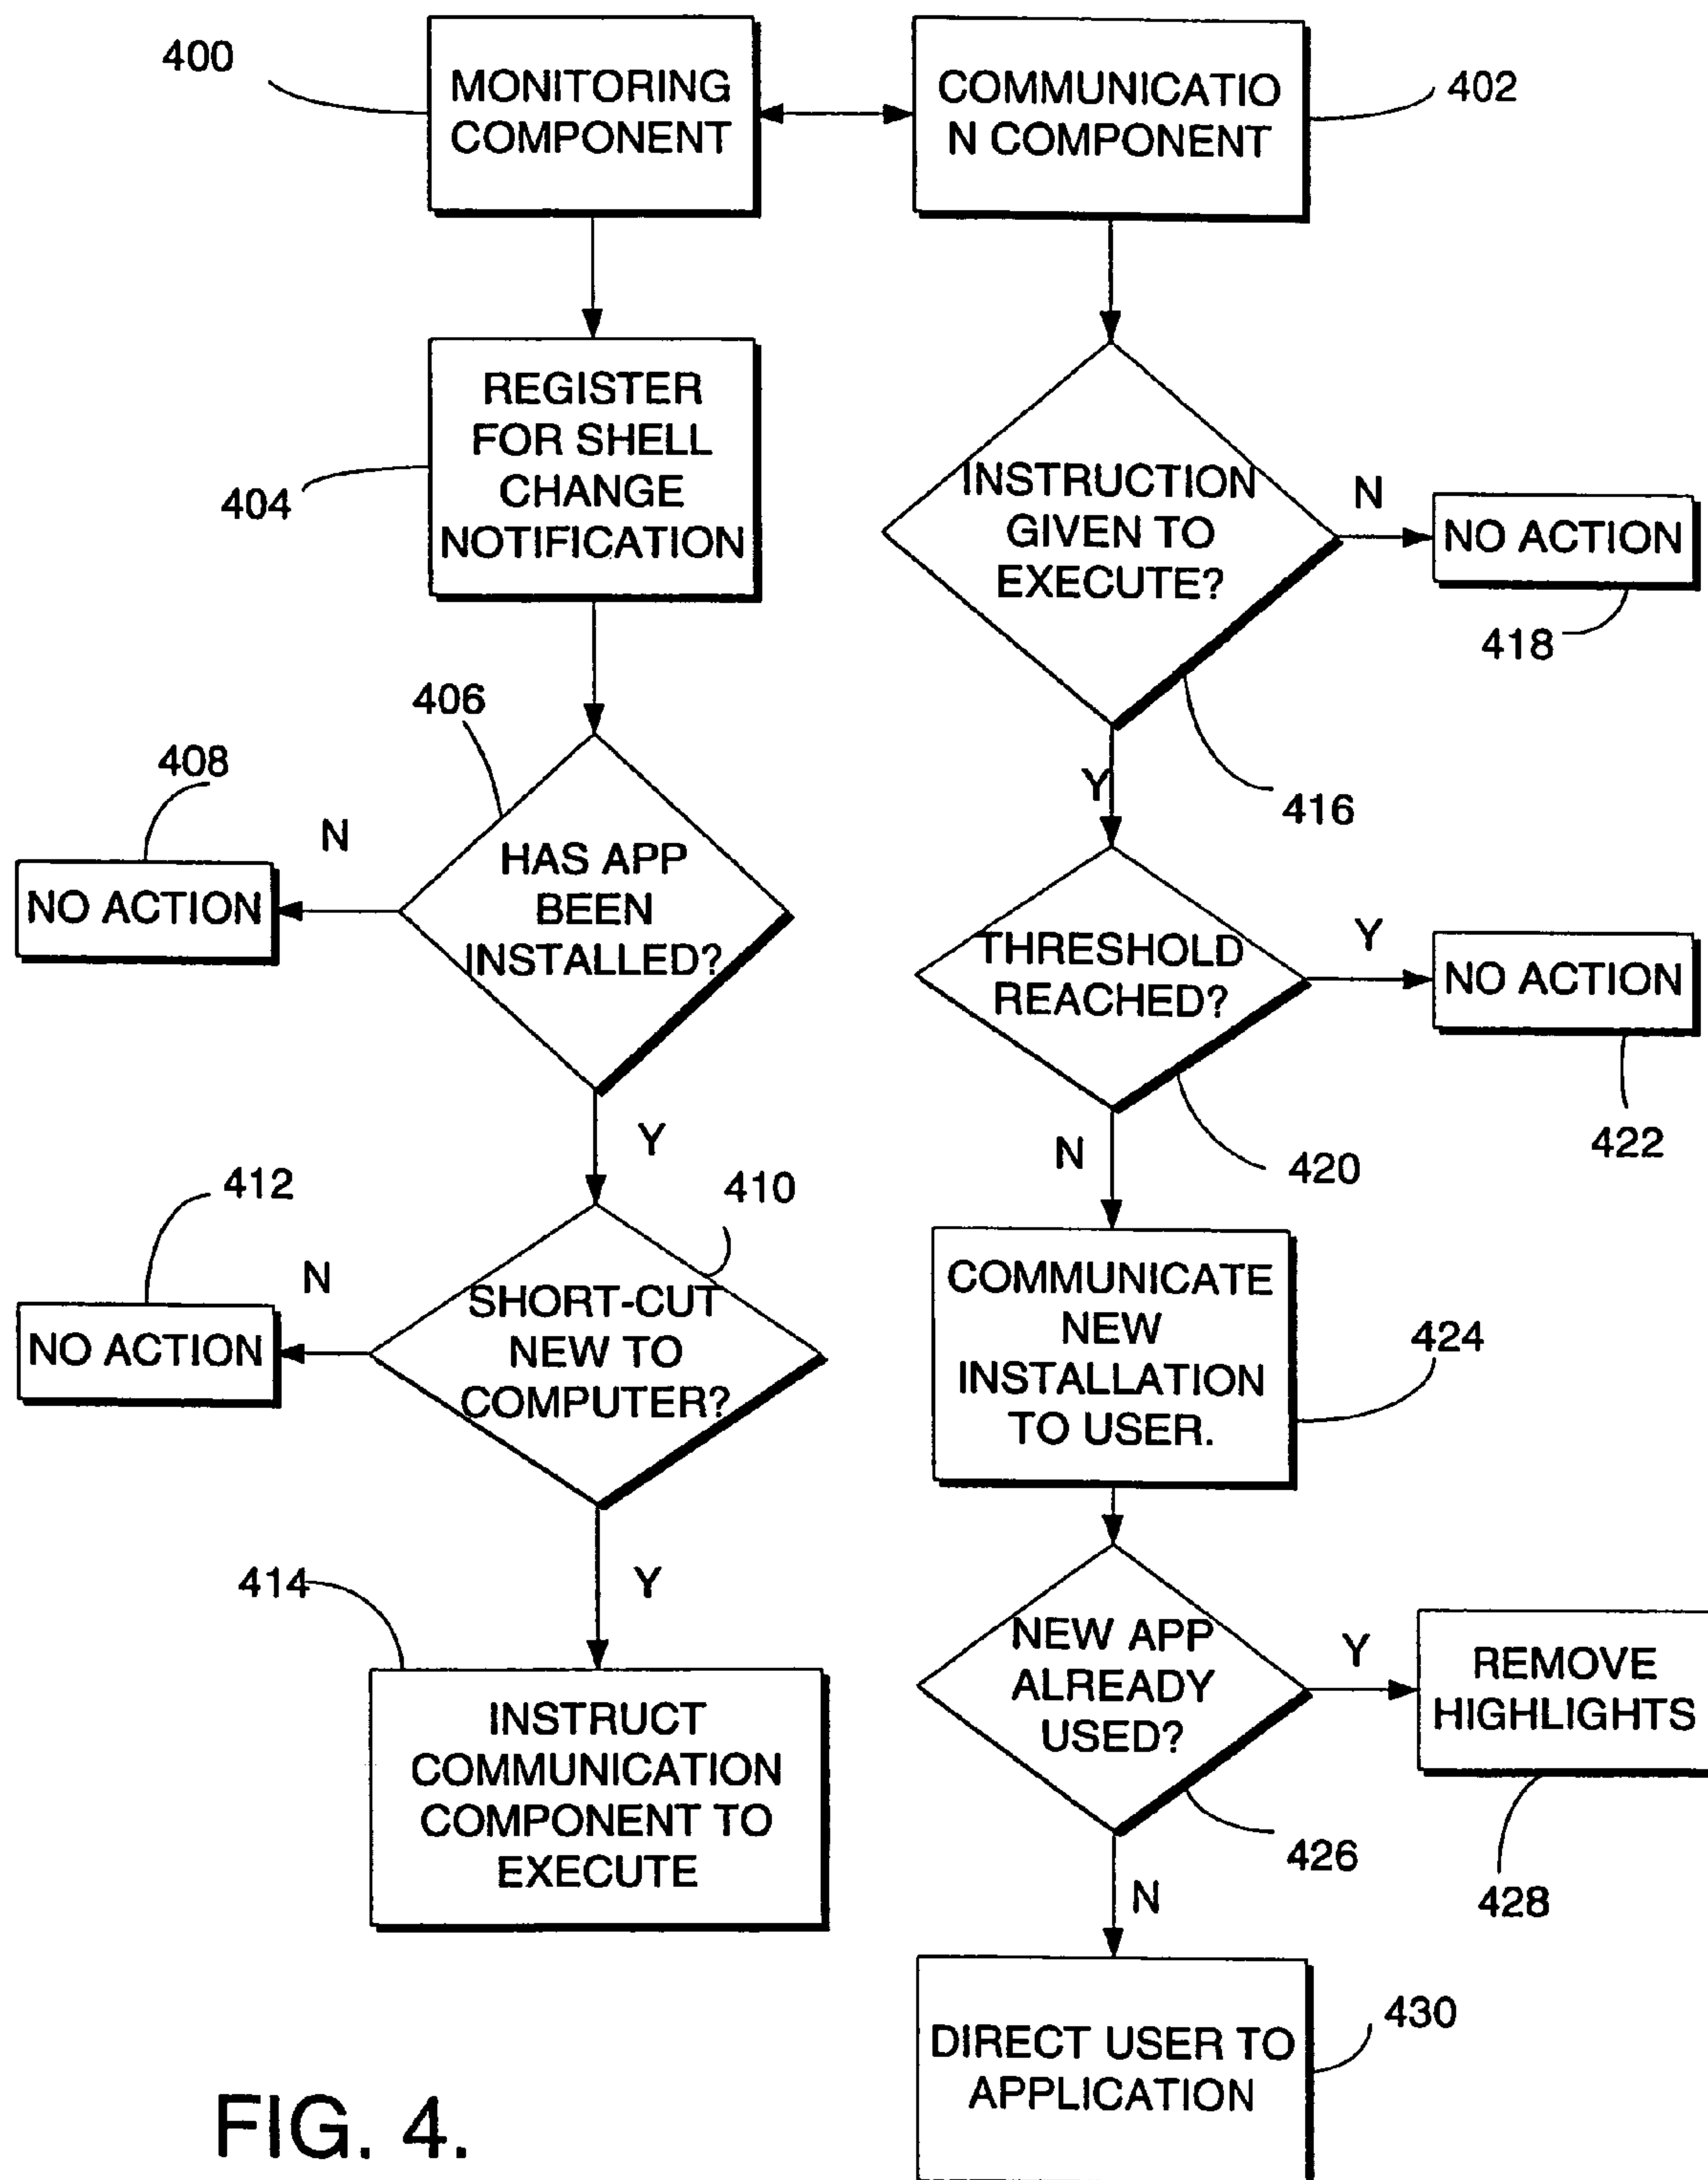 400
MONITORING
COMPONENT
COMMUNICATIO
N COMPONENT
402
REGISTER
FOR SHELL
CHANGE
NOTIFICATION
404
INSTRUCTION
GIVEN TO
EXECUTE?
N
NO ACTION
418
416
Y
406
408
N
NO ACTION
HAS APP
BEEN
INSTALLED?
Y
THRESHOLD
REACHED?
Y
NO ACTION
422
420
N
412
410
N
NO ACTION
SHORT-CUT
NEW TO
COMPUTER?
Y
COMMUNICATE
NEW
INSTALLATION
TO USER.
424
414
INSTRUCT
COMMUNICATION
COMPONENT TO
EXECUTE
NEW APP
ALREADY
USED?
Y
REMOVE
HIGHLIGHTS
428
426
N
DIRECT USER TO
APPLICATION
430
FIG. 4.